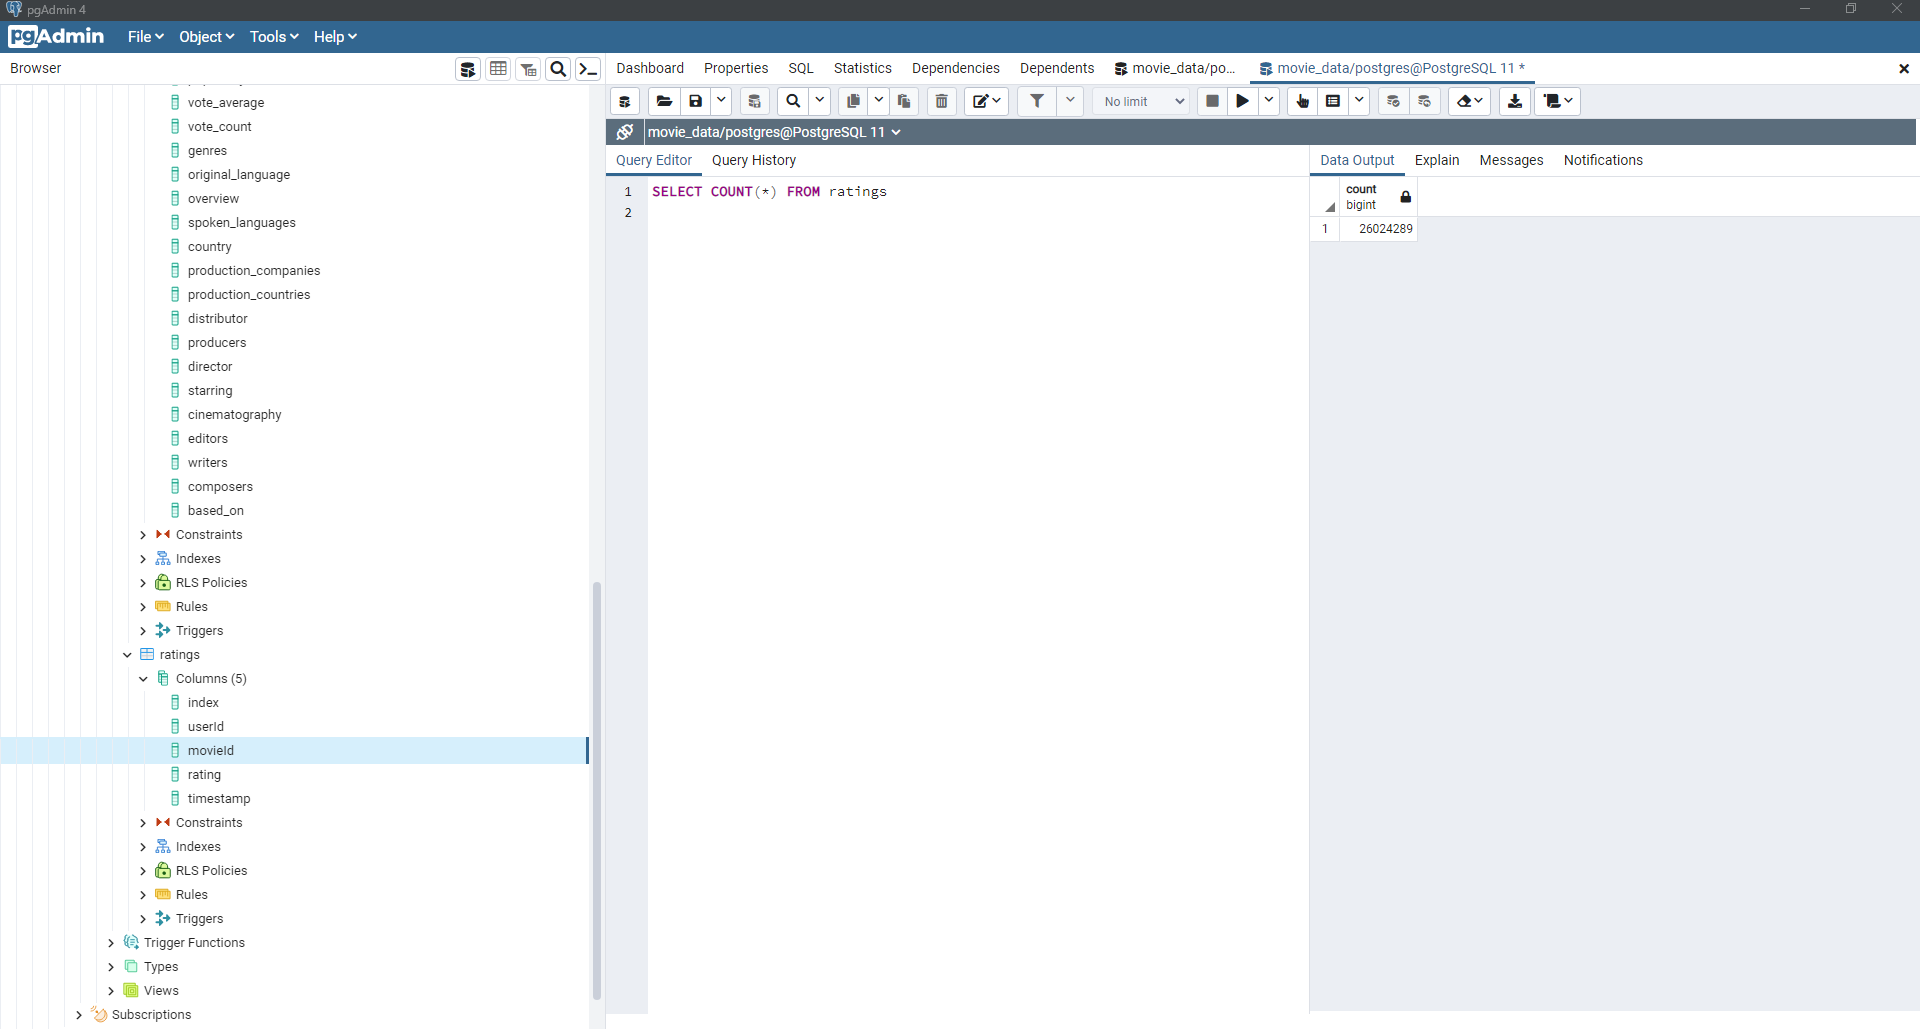 pgAdmin 4
pgAdmin File Object Tools Help
Browser
Dashboard Properties SQL Statistics Dependencies Dependents movie_data/po... movie_data/postgres@PostgreSQL 11 *
No limit
movie_data/postgres@PostgreSQL 11
Query Editor Query History
1 SELECT COUNT(*) FROM ratings
2
Data Output Explain Messages Notifications
count
bigint
1 26024289
vote_average
vote_count
genres
original_language
overview
spoken_languages
country
production_companies
production_countries
distributor
producers
director
starring
cinematography
editors
writers
composers
based_on
Constraints
Indexes
RLS Policies
Rules
Triggers
ratings
Columns (5)
index
userId
movieId
rating
timestamp
Constraints
Indexes
RLS Policies
Rules
Triggers
Trigger Functions
Types
Views
Subscriptions